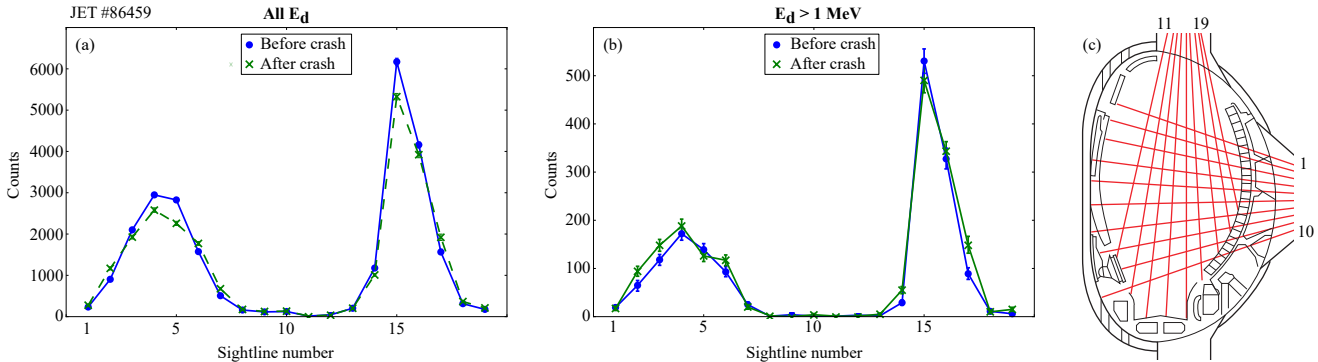 JET #86459
All E_d
(a)
Before crash
After crash
Counts
6000
5000
4000
3000
2000
1000
0
1 5 10 15
Sightline number
E_d > 1 MeV
(b)
Before crash
After crash
Counts
500
400
300
200
100
0
1 5 10 15
Sightline number
(c)
11 19
1
10